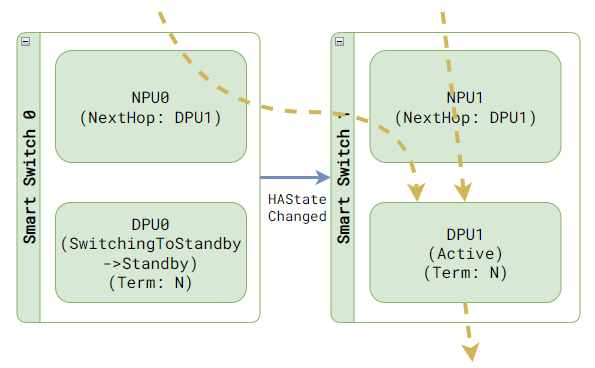 Smart Switch 0
NPU0
(NextHop: DPU1)
DPU0
(SwitchingToStandby
->Standby)
(Term: N)
HAState
Changed
Smart Switch
NPU1
(NextHop: DPU1)
DPU1
(Active)
(Term: N)